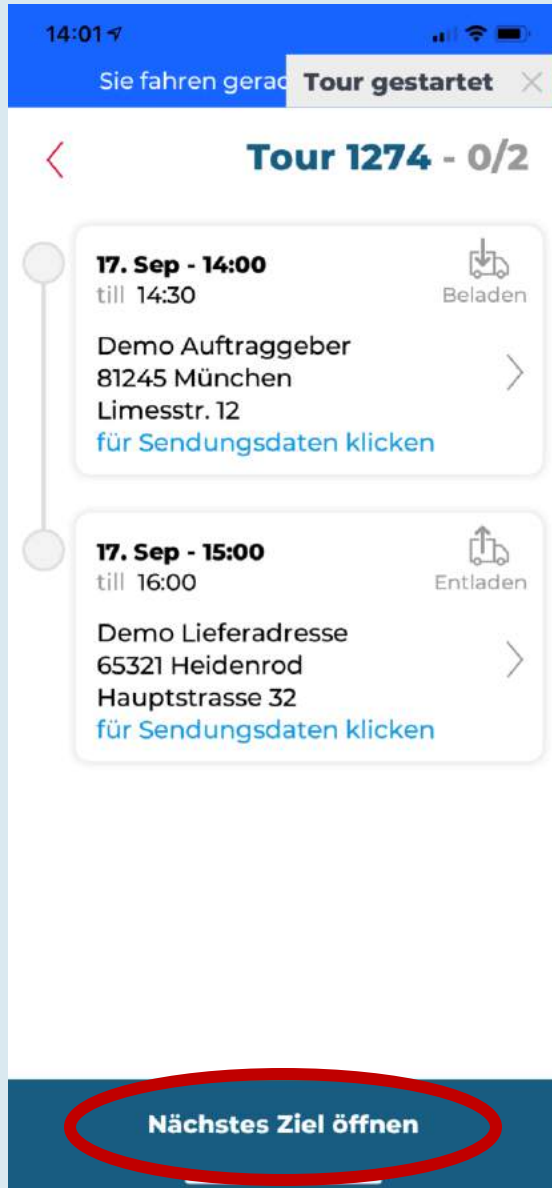 14:01
Sie fahren gerad
Tour gestartet
Tour 1274 - 0/2
17. Sep - 14:00
till 14:30
Beladen
Demo Auftraggeber
81245 München
Limesstr. 12
für Sendungsdaten klicken
17. Sep - 15:00
till 16:00
Entladen
Demo Lieferadresse
65321 Heidenrod
Hauptstrasse 32
für Sendungsdaten klicken
Nächstes Ziel öffnen